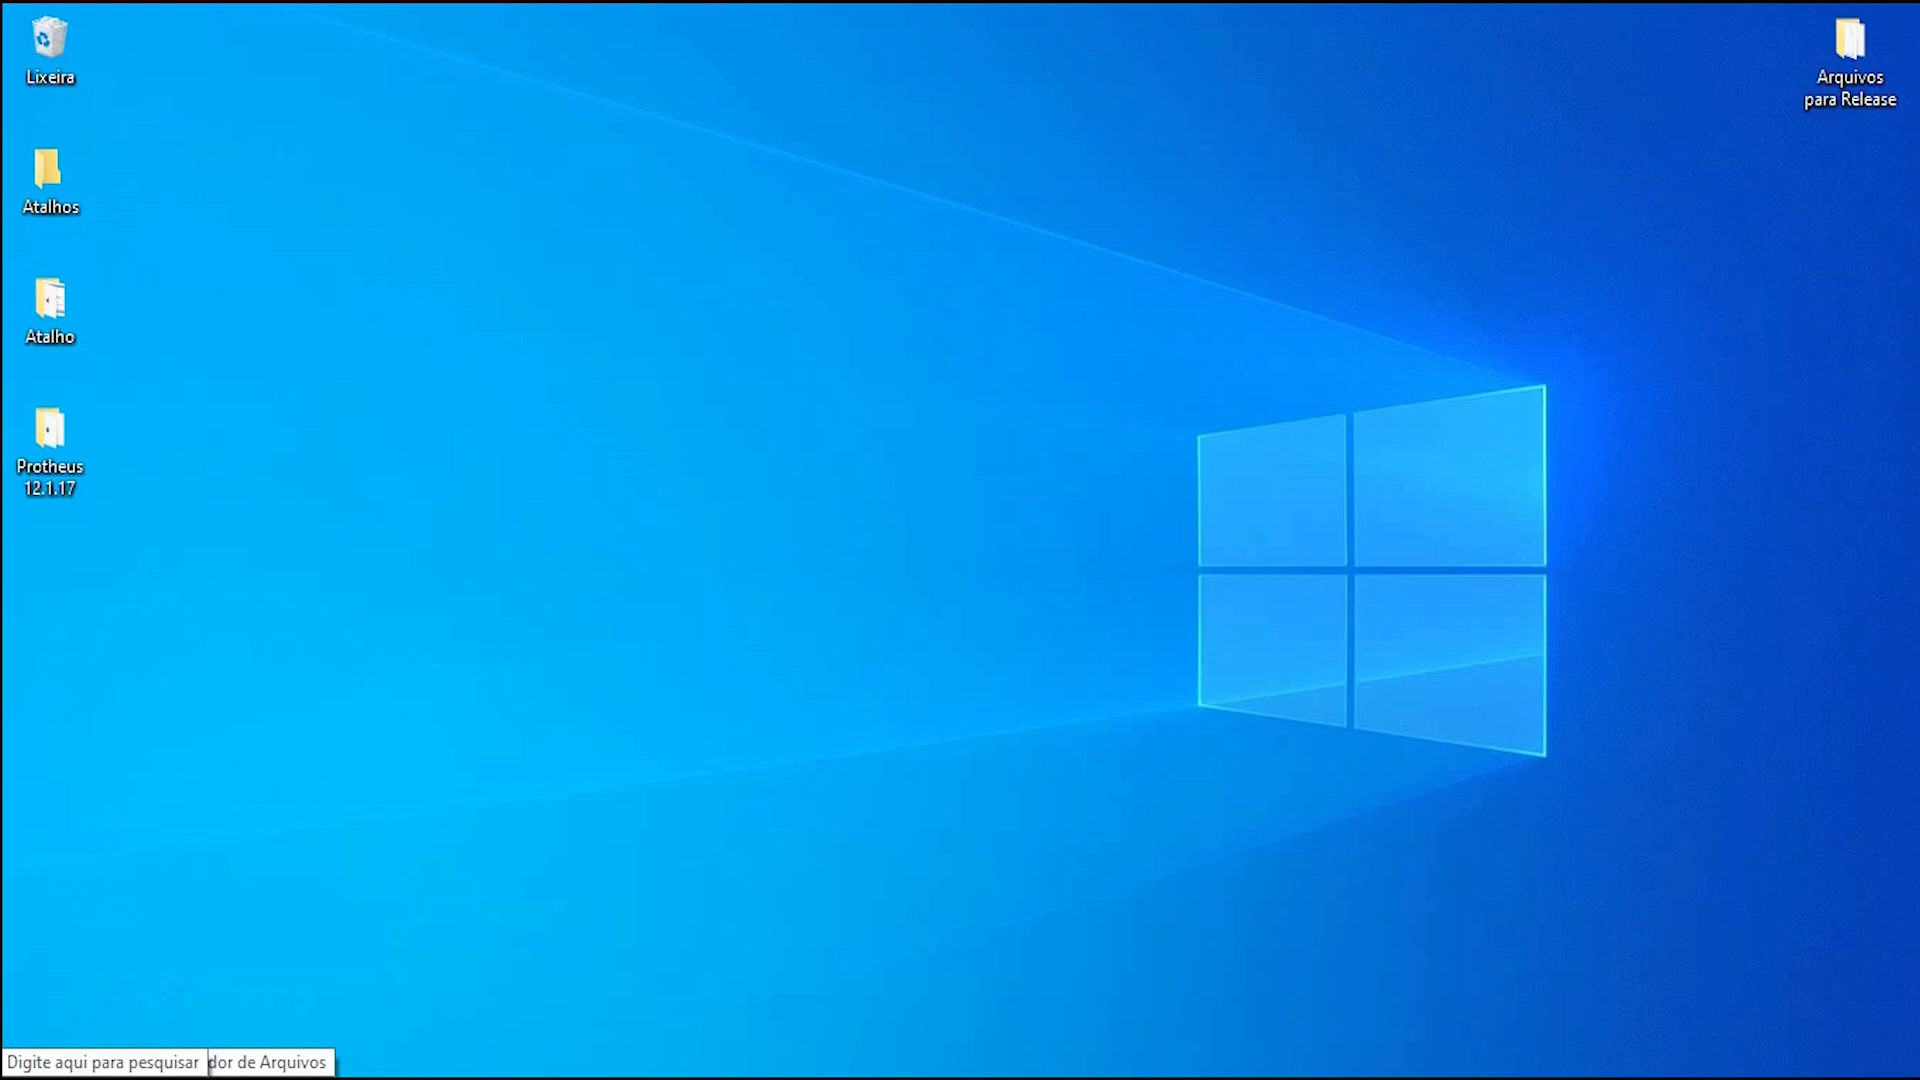 Lixeira
Arquivos
para Release
Atalhos
Atalho
Protheus
12.1.17
Digite aqui para pesquisar
dor de Arquivos